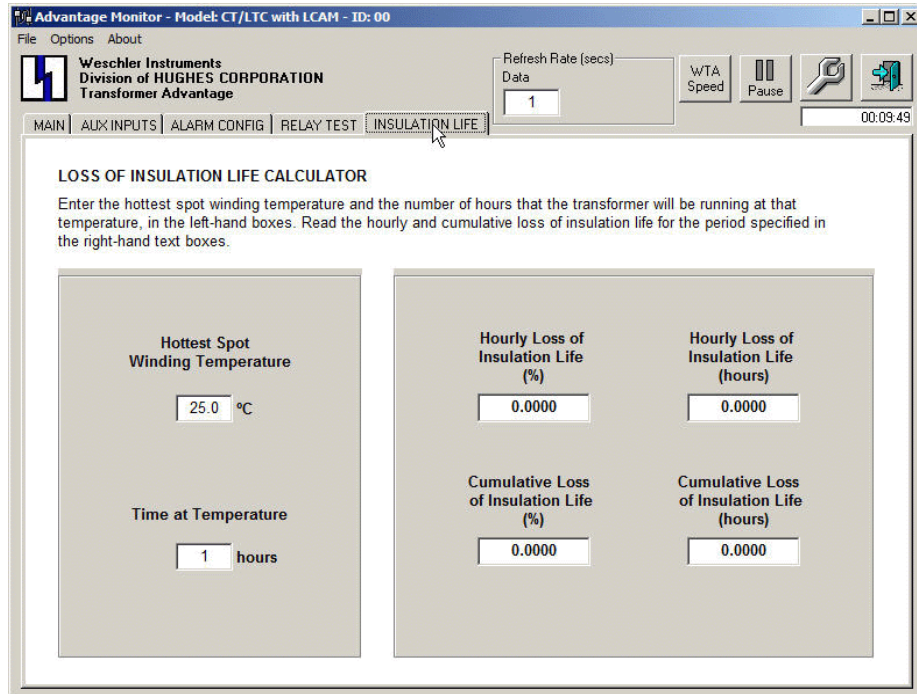 Advantage Monitor - Model: CT/LTC with LCAM - ID: 00
File Options About
Weschler Instruments
Division of HUGHES CORPORATION
Transformer Advantage
Refresh Rate (secs)
Data
1
WTA
Speed
Pause
00:09:49
MAIN AUX INPUTS ALARM CONFIG RELAY TEST INSULATION LIFE
LOSS OF INSULATION LIFE CALCULATOR
Enter the hottest spot winding temperature and the number of hours that the transformer will be running at that
temperature, in the left-hand boxes. Read the hourly and cumulative loss of insulation life for the period specified in
the right-hand text boxes.
Hottest Spot
Winding Temperature
25.0 ºC
Time at Temperature
1 hours
Hourly Loss of
Insulation Life
(%)
0.0000
Hourly Loss of
Insulation Life
(hours)
0.0000
Cumulative Loss
of Insulation Life
(%)
0.0000
Cumulative Loss
of Insulation Life
(hours)
0.0000